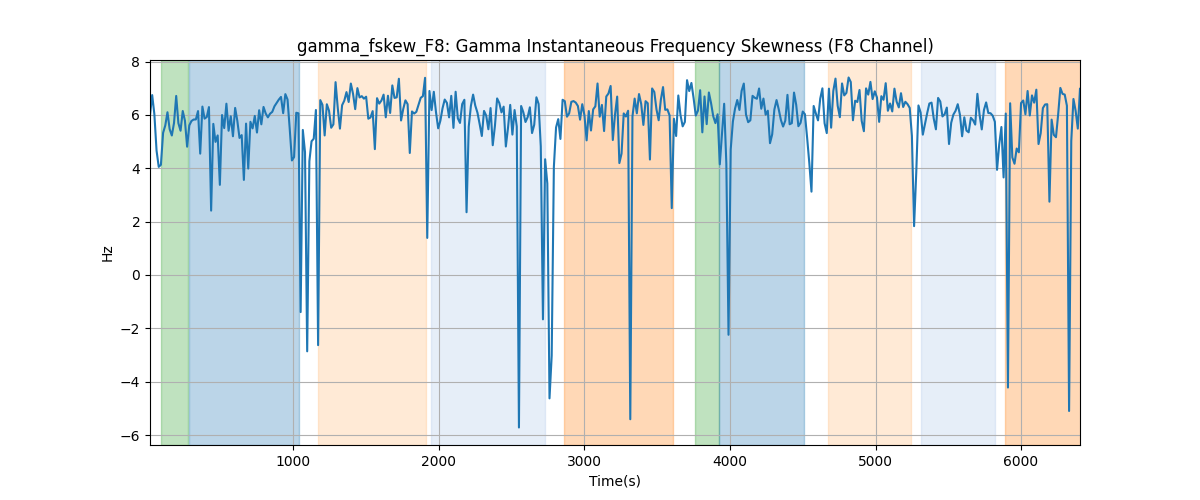 gamma_fskew_F8: Gamma Instantaneous Frequency Skewness (F8 Channel)
8
6
4
2
0
−2
−4
−6
Hz
1000 2000 3000 4000 5000 6000
Time(s)